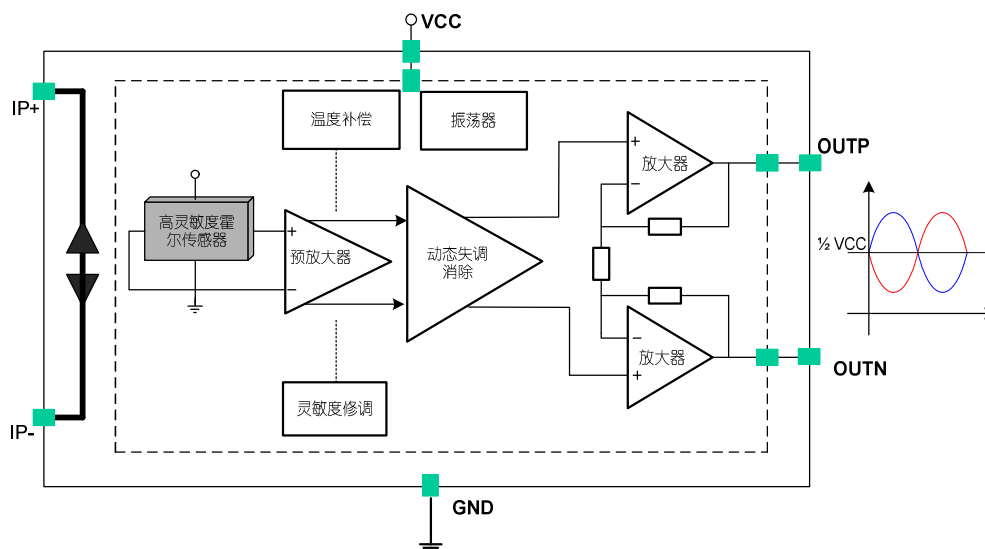 VCC
IP+
温度补偿
振荡器
+
放大器
−
OUTP
高灵敏度霍
尔传感器
+
预放大器
−
动态失调
消除
½ VCC
−
放大器
+
OUTN
灵敏度修调
IP-
GND